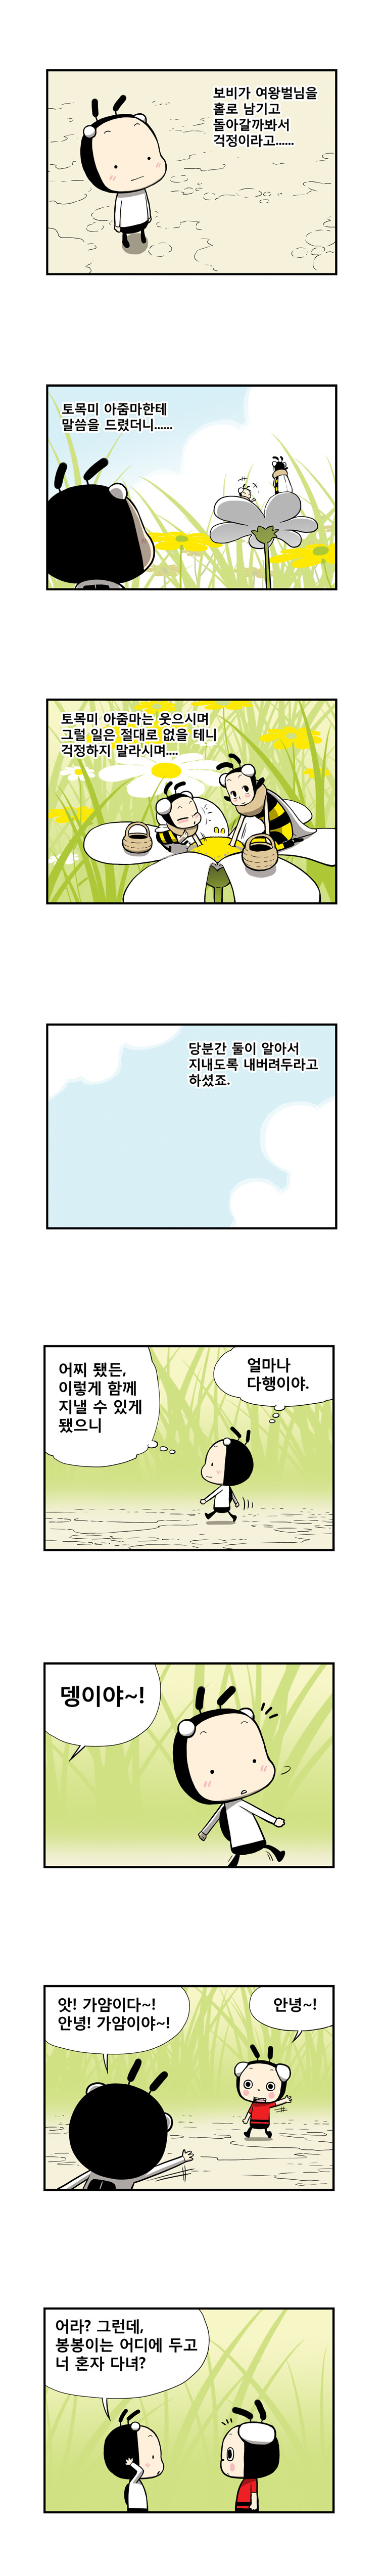 보비가 여왕벌님을
홀로 남기고
돌아갈까봐서
걱정이라고......
토목미 아줌마한테
말씀을 드렸더니......
토목미 아줌마는 웃으시며
그럴 일은 절대로 없을 테니
걱정하지 말라시며....
당분간 둘이 알아서
지내도록 내버려두라고
하셨죠.
어찌 됐든,
이렇게 함께
지낼 수 있게
됐으니
얼마나
다행이야.
뎅이야~!
앗! 가얌이다~!
안녕! 가얌이야~!
안녕~!
어라? 그런데,
봉봉이는 어디에 두고
너 혼자 다녀?